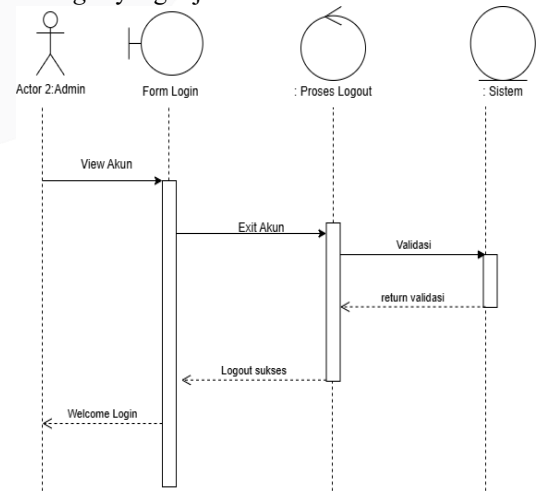 Actor 2:Admin
Form Login
: Proses Logout
: Sistem
View Akun
Exit Akun
Validasi
return validasi
Logout sukses
Welcome Login